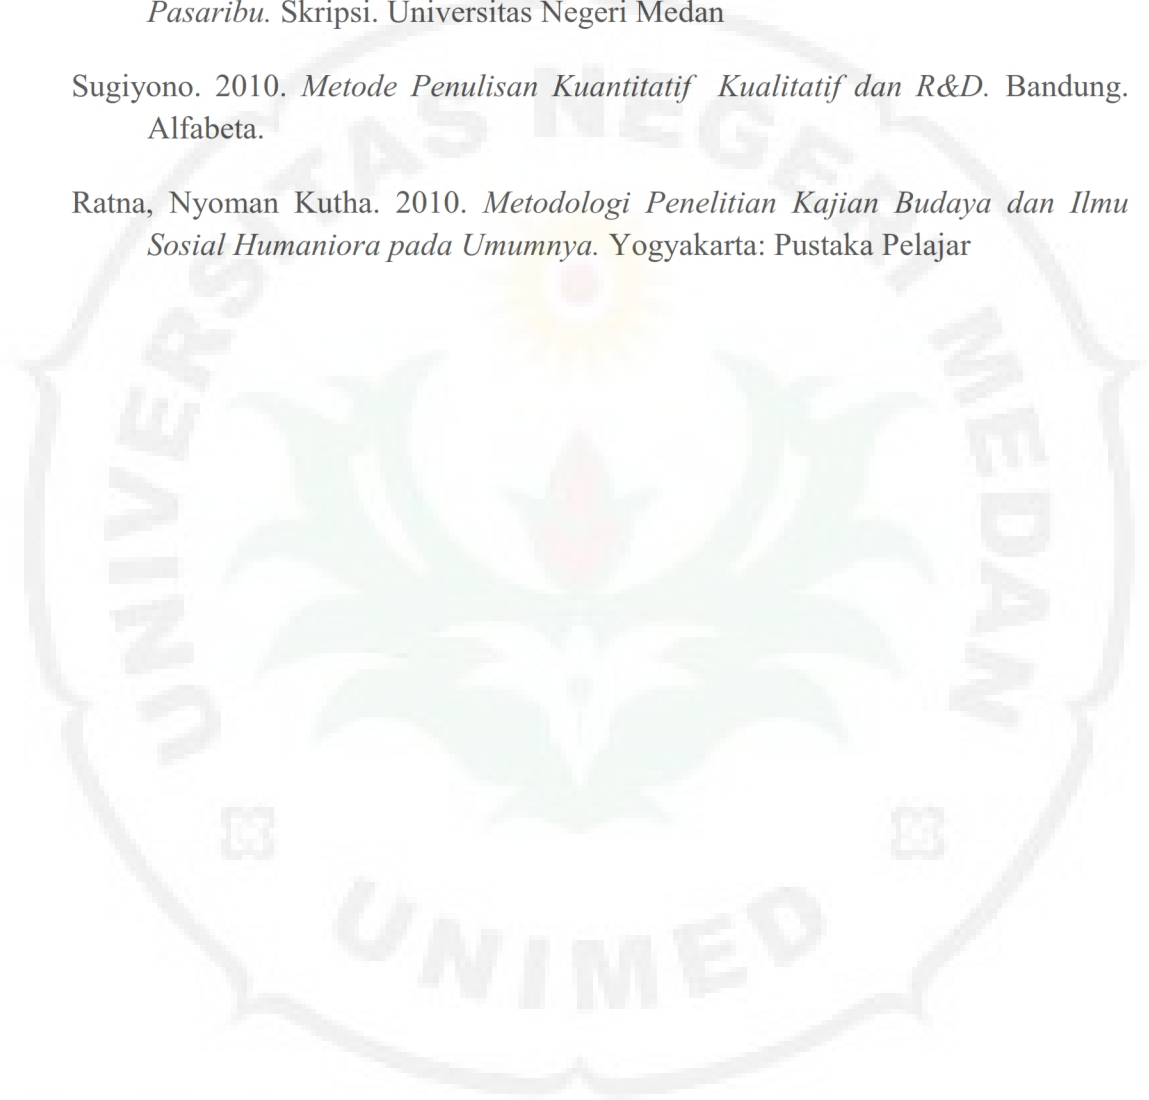 Pasaribu. Skripsi. Universitas Negeri Medan
Sugiyono. 2010. Metode Penulisan Kuantitatif Kualitatif dan R&D. Bandung.
Alfabeta.
Ratna, Nyoman Kutha. 2010. Metodologi Penelitian Kajian Budaya dan Ilmu
Sosial Humaniora pada Umumnya. Yogyakarta: Pustaka Pelajar
UNIVERSITAS NEGERI MEDAN
UNIMED